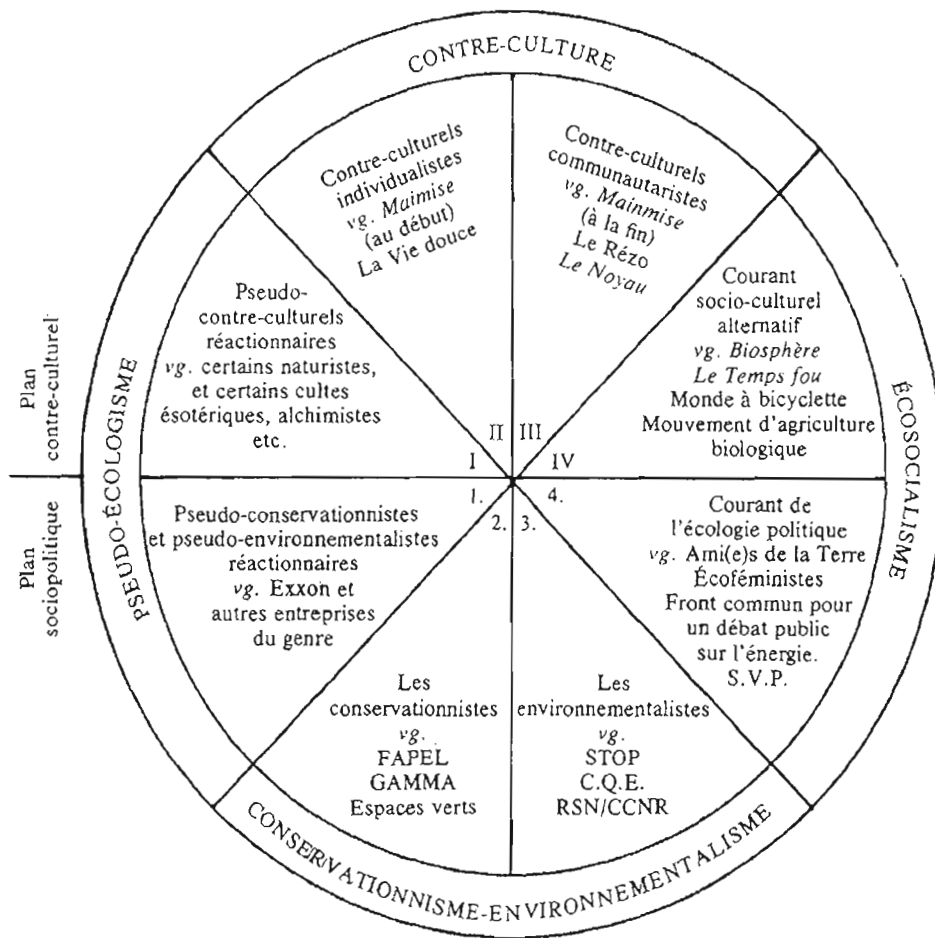 CONTRE-CULTURE
Contre-culturels
individualistes
vg. Maimise
(au début)
La Vie douce
Contre-culturels
communautaristes
vg. Mainmise
(à la fin)
Le Rézo
Le Noyau
Pseudo-
contre-culturels
réactionnaires
vg. certains naturistes,
et certains cultes
ésotériques, alchimistes
etc.
Courant
socio-culturel
alternatif
vg. Biosphère
Le Temps fou
Monde à bicyclette
Mouvement d'agriculture
biologique
Plan
contre-culturel
PSEUDO-ÉCOLOGISME
ÉCOSOCIALISME
II III
I IV
1. 4.
2. 3.
Plan
sociopolitique
Pseudo-conservationnistes
et pseudo-environnementalistes
réactionnaires
vg. Exxon et
autres entreprises
du genre
Courant de
l'écologie politique
vg. Ami(e)s de la Terre
Écoféministes
Front commun pour
un débat public
sur l'énergie.
S.V.P.
Les
conservationnistes
vg.
FAPEL
GAMMA
Espaces verts
Les
environnementalistes
vg.
STOP
C.Q.E.
RSN/CCNR
CONSERVATIONNISME-ENVIRONNEMENTALISME